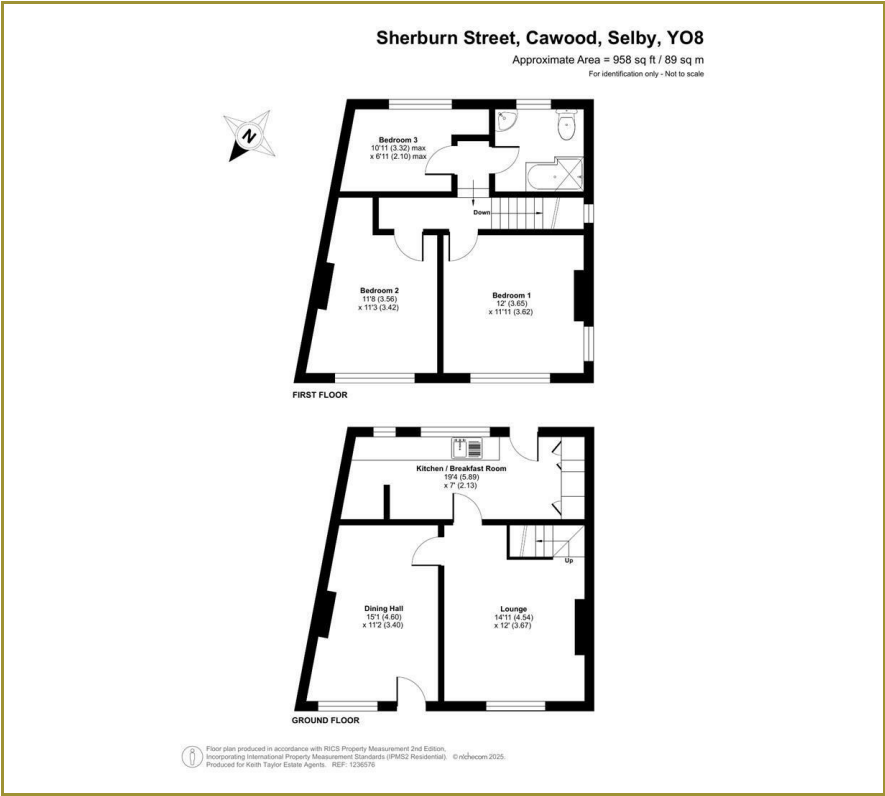 Sherburn Street, Cawood, Selby, YO8
Approximate Area = 958 sq ft / 89 sq m
For identification only - Not to scale
N
Bedroom 3
10'11 (3.32) max
x 6'11 (2.10) max
Down
Bedroom 2
11'8 (3.56)
x 11'3 (3.42)
Bedroom 1
12' (3.65)
x 11'11 (3.62)
FIRST FLOOR
Kitchen / Breakfast Room
19'4 (5.89)
x 7' (2.13)
Up
Dining Hall
15'1 (4.60)
x 11'2 (3.40)
Lounge
14'11 (4.54)
x 12' (3.67)
GROUND FLOOR
Floor plan produced in accordance with RICS Property Measurement 2nd Edition,
Incorporating International Property Measurement Standards (IPMS2 Residential). © nichecom 2025.
Produced for Keith Taylor Estate Agents. REF: 1236576